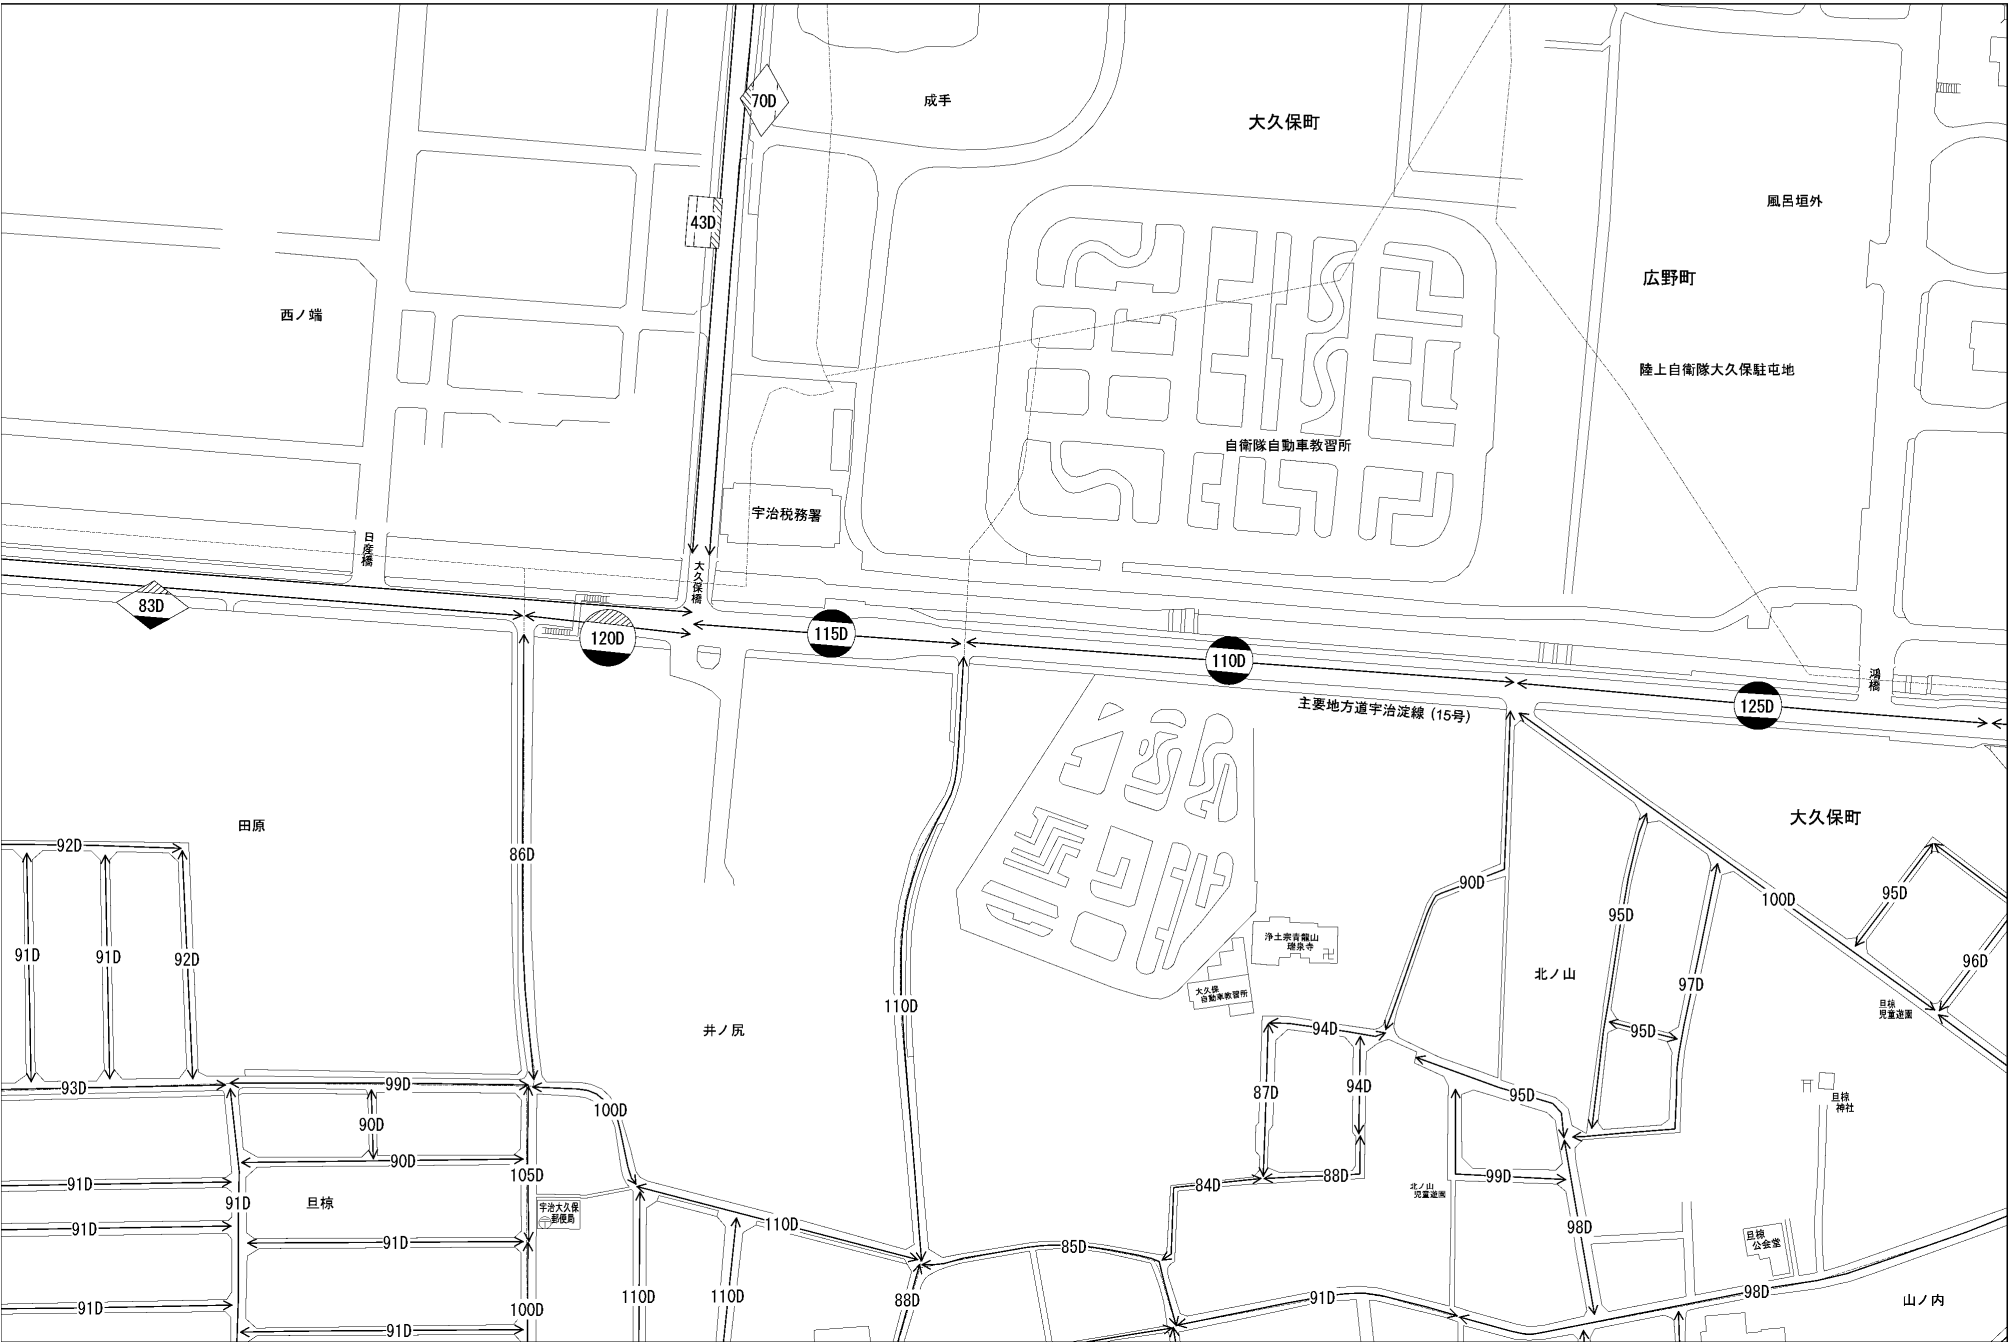 70D
成手
大久保町
風呂垣外
43D
広野町
西ノ端
陸上自衛隊大久保駐屯地
自衛隊自動車教習所
宇治税務署
日産橋
大久保橋
83D
120D
115D
110D
鴻橋
125D
主要地方道宇治淀線 (15号)
大久保町
田原
92D
86D
90D
100D
95D
95D
91D
91D
92D
浄土宗青龍山
瑞泉寺
北ノ山
96D
97D
大久保
自動車教習所
110D
旦椋
児童遊園
井ノ尻
94D
95D
93D
99D
87D
94D
95D
旦椋
神社
100D
90D
90D
105D
91D
84D
88D
99D
北ノ山
児童遊園
91D
旦椋
宇治大久保
郵便局
91D
110D
98D
91D
85D
旦椋
公会堂
91D
100D
110D
110D
88D
91D
98D
山ノ内
91D